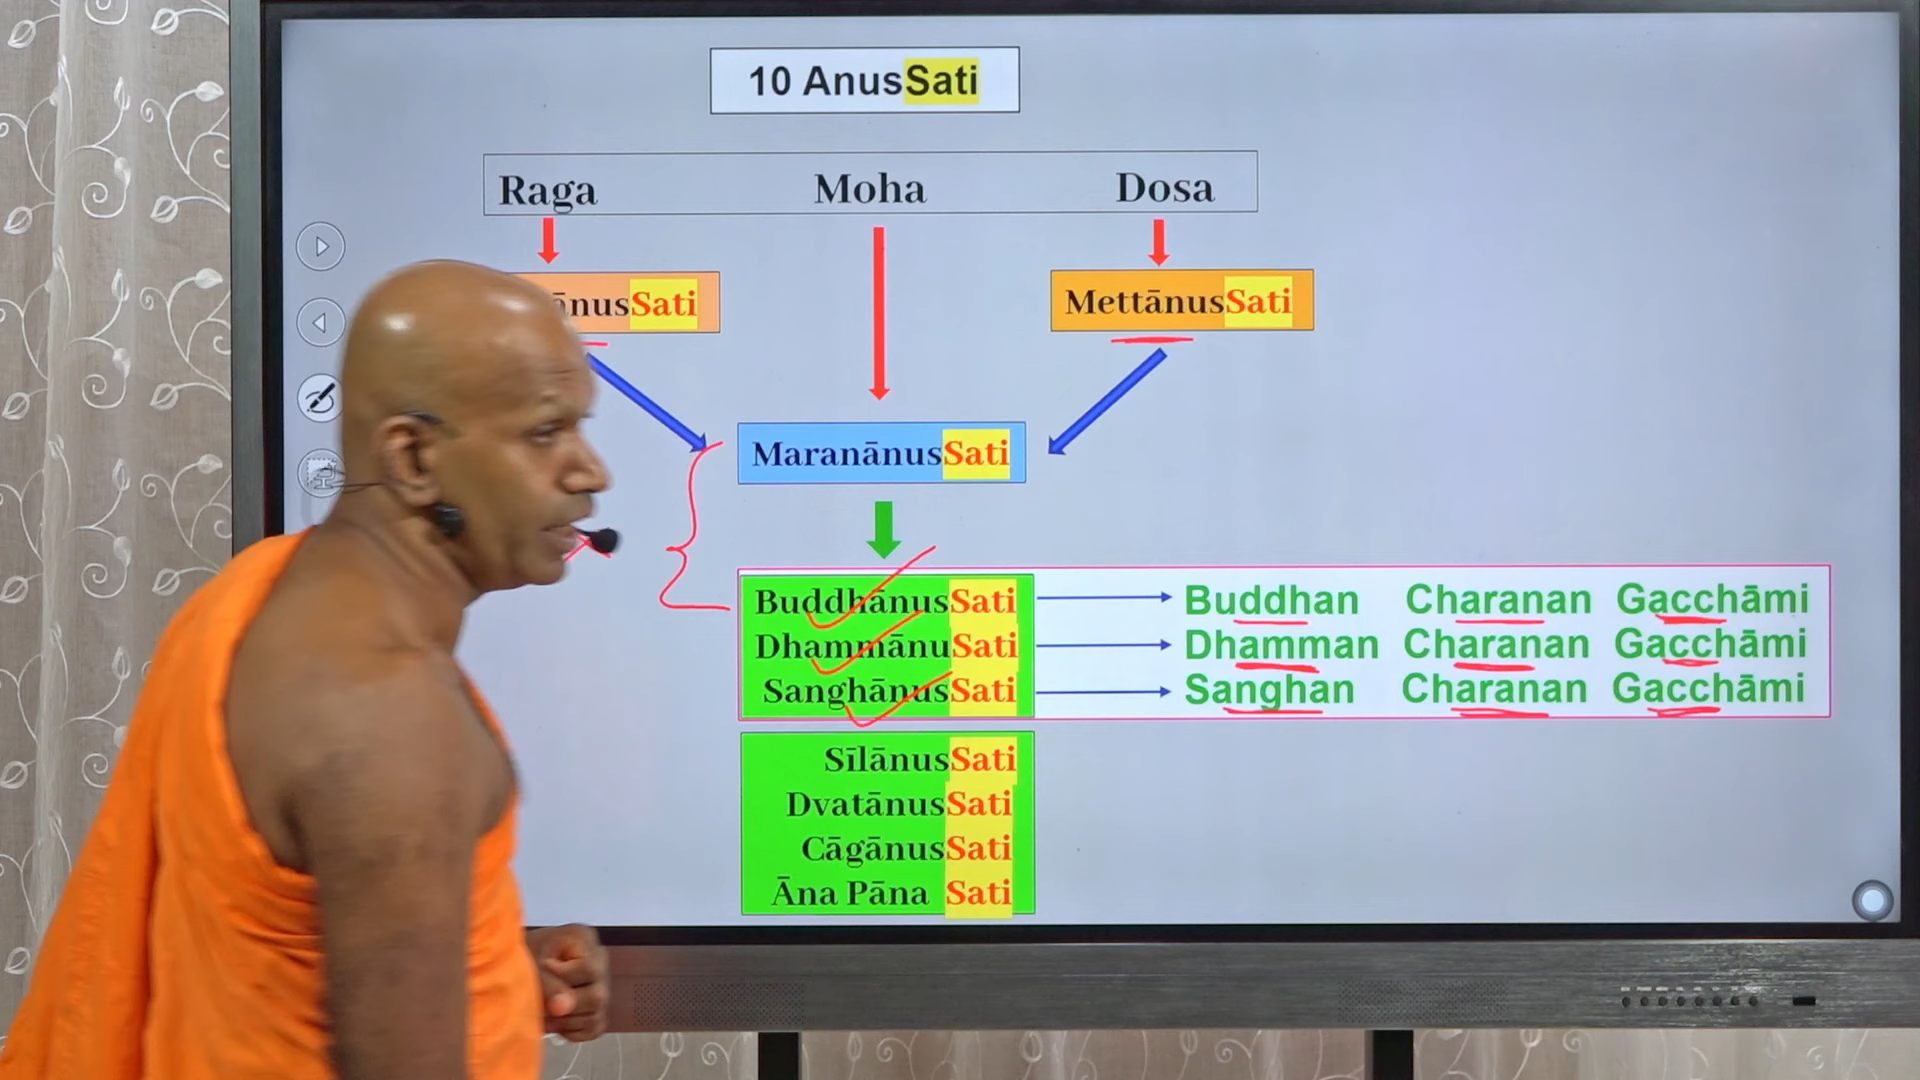 10 AnusSati
Raga Moha Dosa
ānusSati MettānusSati
MaranānusSati
BuddhānusSati Buddhan Charanan Gacchāmi
DhammānuSati Dhamman Charanan Gacchāmi
SanghānusSati Sanghan Charanan Gacchāmi
SīlānusSati
DvatānusSati
CāgānusSati
Āna Pāna Sati